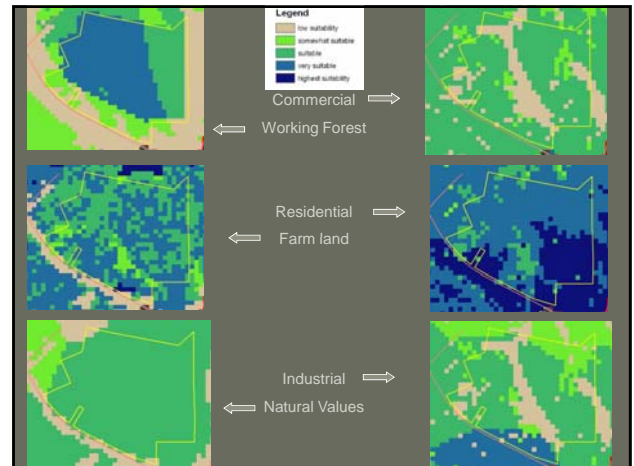 Legend
low suitability
somewhat suitable
suitable
very suitable
highest suitability
Commercial
Working Forest
Residential
Farm land
Industrial
Natural Values